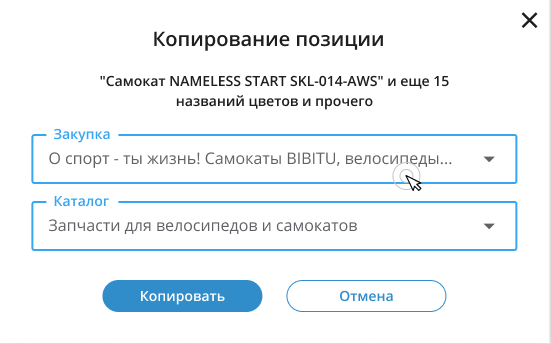 Копирование позиции
"Самокат NAMELESS START SKL-014-AWS" и еще 15
названий цветов и прочего
Закупка
О спорт - ты жизнь! Самокаты BIBITU, велосипеды...
Каталог
Запчасти для велосипедов и самокатов
Копировать
Отмена